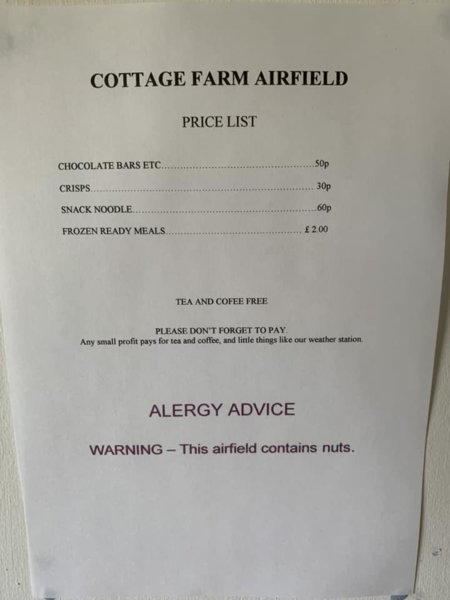 COTTAGE FARM AIRFIELD
PRICE LIST
CHOCOLATE BARS ETC................................................50p
CRISPS......................................................................... 30p
SNACK NOODLE............................................................60p
FROZEN READY MEALS............................................ £ 2.00
TEA AND COFEE FREE
PLEASE DON'T FORGET TO PAY.
Any small profit pays for tea and coffee, and little things like our weather station.
ALERGY ADVICE
WARNING – This airfield contains nuts.